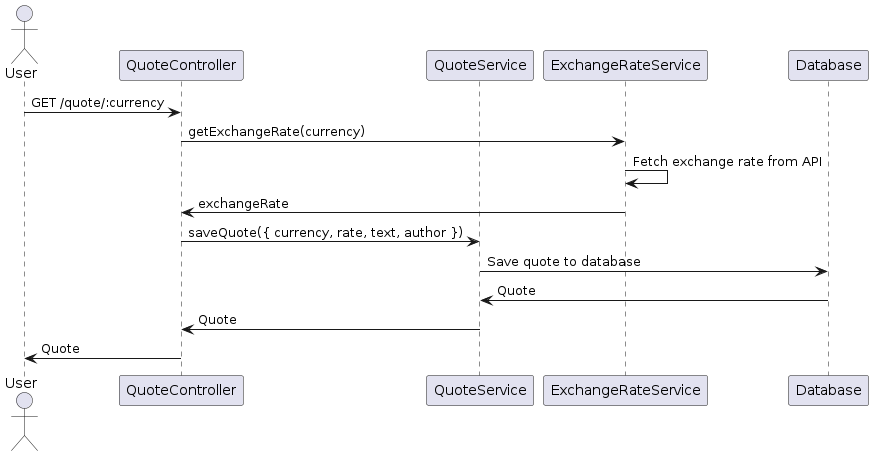 User
QuoteController
QuoteService
ExchangeRateService
Database
GET /quote/:currency
getExchangeRate(currency)
Fetch exchange rate from API
exchangeRate
saveQuote({ currency, rate, text, author })
Save quote to database
Quote
Quote
Quote
User
QuoteController
QuoteService
ExchangeRateService
Database